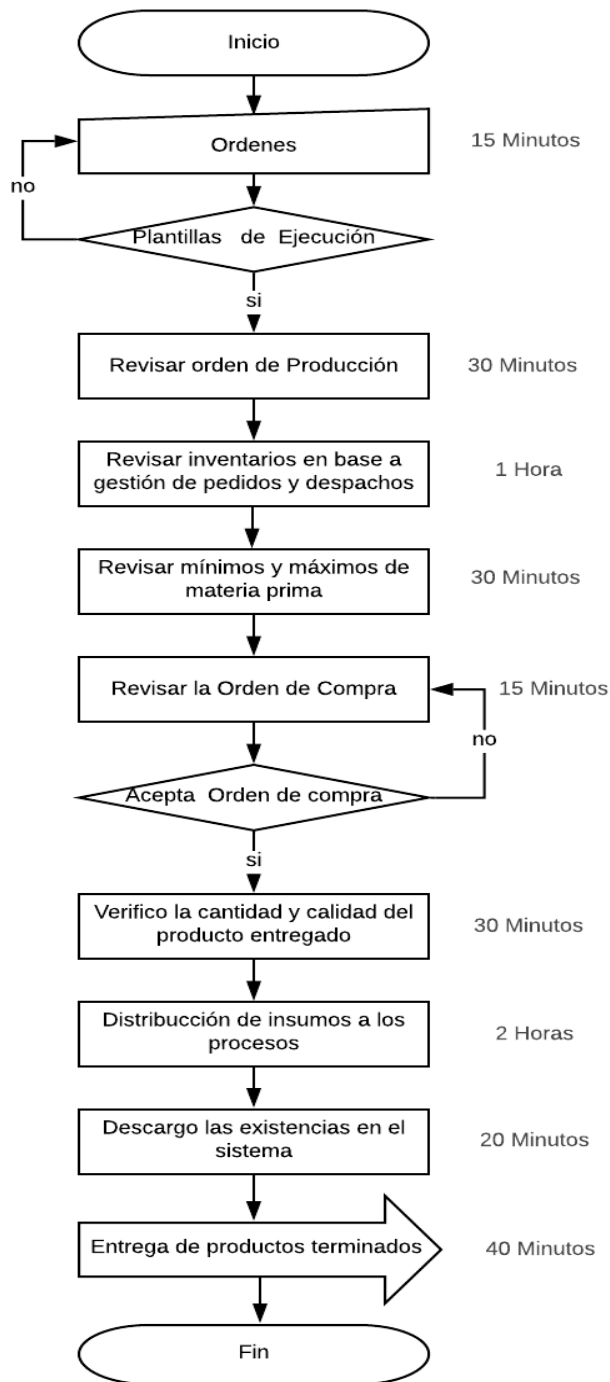 Inicio
Ordenes
15 Minutos
no
Plantillas de Ejecución
si
Revisar orden de Producción
30 Minutos
Revisar inventarios en base a
gestión de pedidos y despachos
1 Hora
Revisar mínimos y máximos de
materia prima
30 Minutos
Revisar la Orden de Compra
15 Minutos
no
Acepta Orden de compra
si
Verifico la cantidad y calidad del
producto entregado
30 Minutos
Distribucción de insumos a los
procesos
2 Horas
Descargo las existencias en el
sistema
20 Minutos
Entrega de productos terminados
40 Minutos
Fin